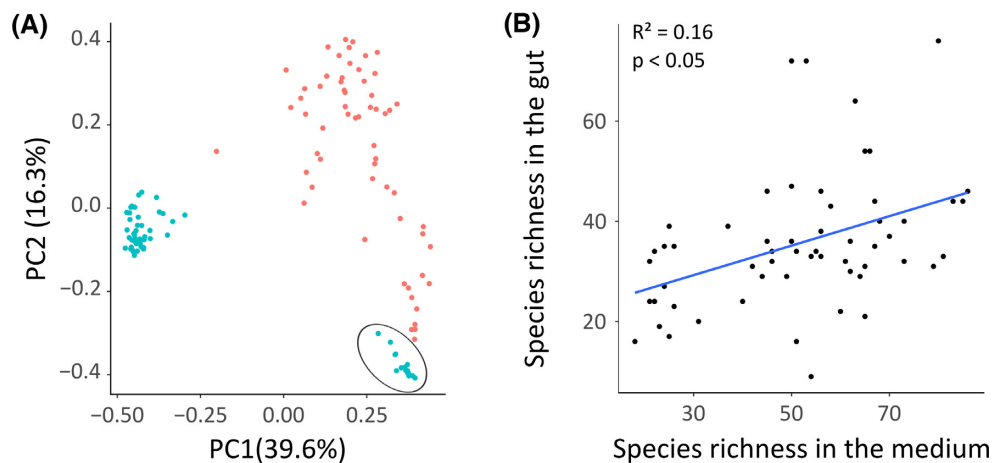 (A)
0.4
0.2
0.0
−0.2
−0.4
PC2 (16.3%)
−0.50
−0.25
0.00
0.25
PC1(39.6%)
(B)
R² = 0.16
p < 0.05
60
40
20
Species richness in the gut
30
50
70
Species richness in the medium